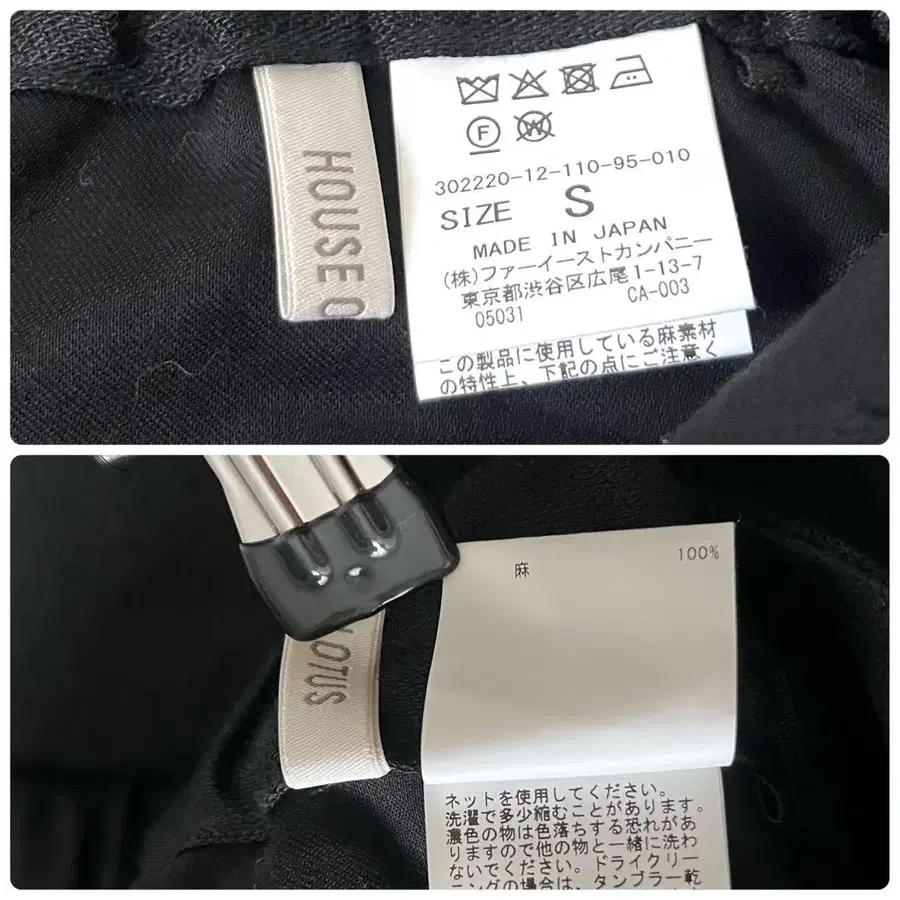 HOUSE O
F
W
302220-12-110-95-010
SIZE S
MADE IN JAPAN
(株)ファーイーストカンパニー
東京都渋谷区広尾1-13-7
05031 CA-003
この製品に使用している麻素材
の特性上、下記の点にご注意く
麻 100%
LOTUS
ネットを使用してください。
洗濯で多少縮むことがあります。
濃色の物は色落ちする恐れがあ
りますので他の物と一緒に洗わ
ないでください。ドライクリー
ニングの場合は、タンブラー乾